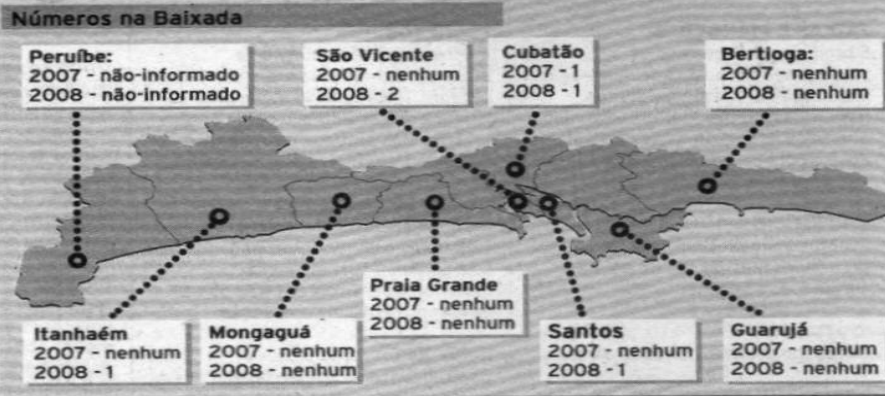 Números na Baixada
Peruíbe:
2007 - não-informado
2008 - não-informado
São Vicente
2007 - nenhum
2008 - 2
Cubatão
2007 - 1
2008 - 1
Bertioga:
2007 - nenhum
2008 - nenhum
Itanhaém
2007 - nenhum
2008 - 1
Mongaguá
2007 - nenhum
2008 - nenhum
Praia Grande
2007 - nenhum
2008 - nenhum
Santos
2007 - nenhum
2008 - 1
Guarujá
2007 - nenhum
2008 - nenhum